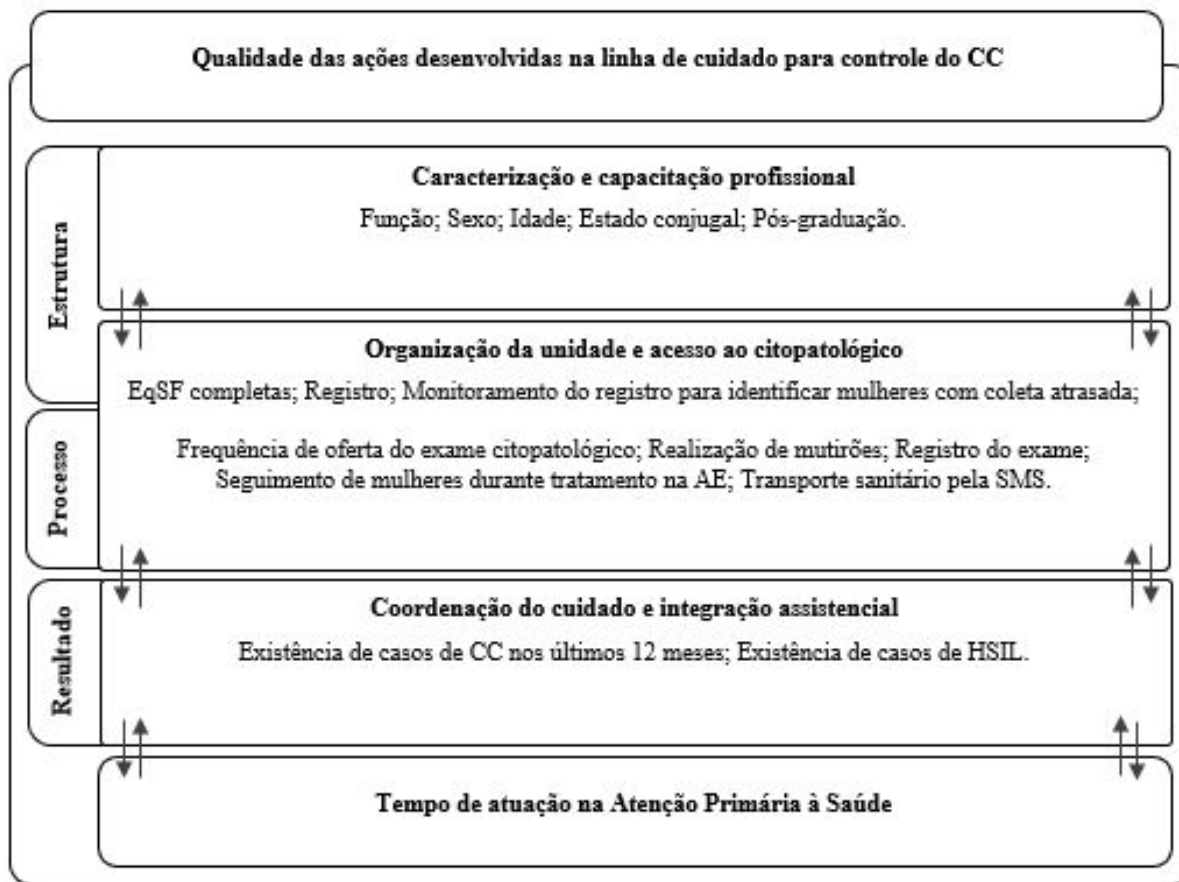 Qualidade das ações desenvolvidas na linha de cuidado para controle do CC
Estrutura
Caracterização e capacitação profissional
Função; Sexo; Idade; Estado conjugal; Pós-graduação.
Organização da unidade e acesso ao citopatológico
EqSF completas; Registro; Monitoramento do registro para identificar mulheres com coleta atrasada;
Processo
Frequência de oferta do exame citopatológico; Realização de mutirões; Registro do exame;
Seguimento de mulheres durante tratamento na AE; Transporte sanitário pela SMS.
Resultado
Coordenação do cuidado e integração assistencial
Existência de casos de CC nos últimos 12 meses; Existência de casos de HSIL.
Tempo de atuação na Atenção Primária à Saúde